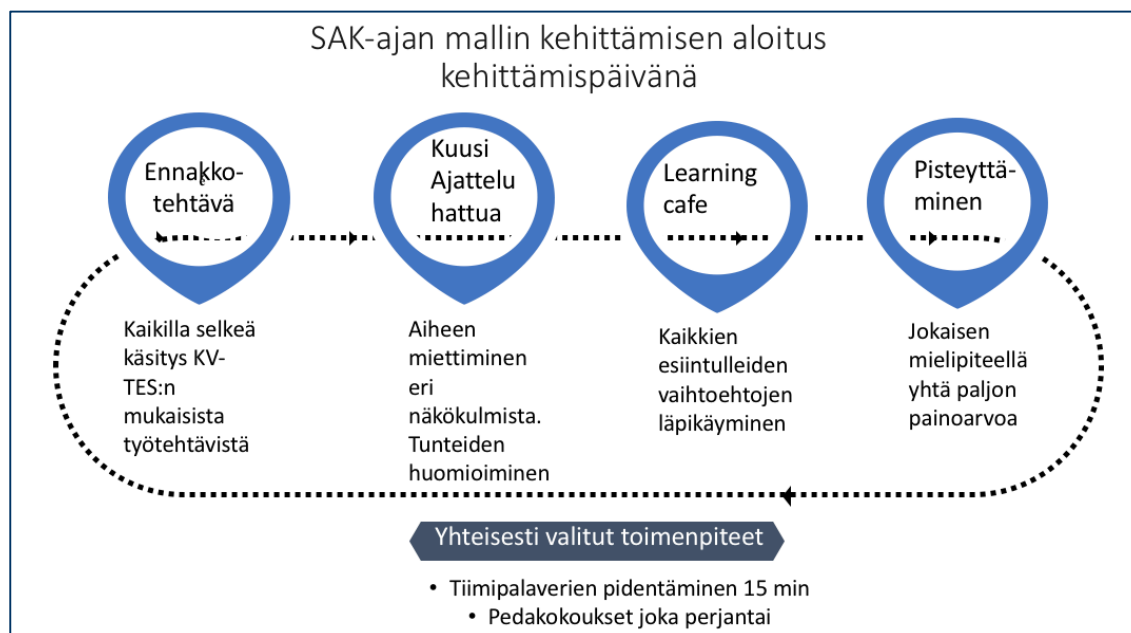 SAK-ajan mallin kehittämisen aloitus
kehittämispäivänä
Ennakko-
tehtävä
Kuusi
Ajattelu
hattua
Learning
cafe
Pisteyttä-
minen
Kaikilla selkeä
käsitys KV-
TES:n
mukaisista
työtehtävistä
Aiheen
miettiminen
eri
näkökulmista.
Tunteiden
huomioiminen
Kaikkien
esiintulleiden
vaihtoehtojen
läpikäyminen
Jokaisen
mielipiteellä
yhtä paljon
painoarvoa
Yhteisesti valitut toimenpiteet
• Tiimipalaverien pidentäminen 15 min
• Pedakokoukset joka perjantai